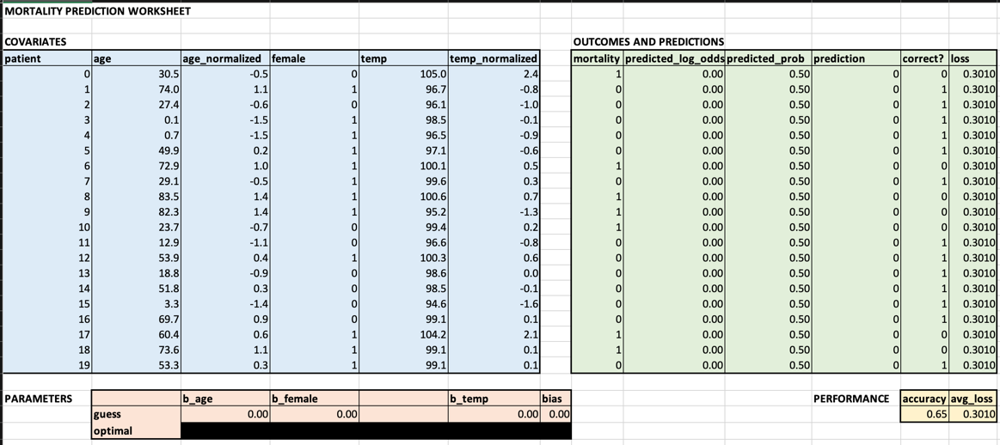 MORTALITY PREDICTION WORKSHEET
COVARIATES OUTCOMES AND PREDICTIONS
patient age age_normalized female temp temp_normalized mortality predicted_log_odds predicted_prob prediction correct? loss
0 30.5 -0.5 0 105.0 2.4 1 0.00 0.50 0 0 0.3010
1 74.0 1.1 1 96.7 -0.8 0 0.00 0.50 0 1 0.3010
2 27.4 -0.6 0 96.1 -1.0 0 0.00 0.50 0 1 0.3010
3 0.1 -1.5 1 98.5 -0.1 0 0.00 0.50 0 1 0.3010
4 0.7 -1.5 1 96.5 -0.9 0 0.00 0.50 0 1 0.3010
5 49.9 0.2 1 97.1 -0.6 0 0.00 0.50 0 1 0.3010
6 72.9 1.0 1 100.1 0.5 1 0.00 0.50 0 0 0.3010
7 29.1 -0.5 1 99.6 0.3 0 0.00 0.50 0 1 0.3010
8 83.5 1.4 1 100.6 0.7 1 0.00 0.50 0 0 0.3010
9 82.3 1.4 1 95.2 -1.3 1 0.00 0.50 0 0 0.3010
10 23.7 -0.7 0 99.4 0.2 1 0.00 0.50 0 0 0.3010
11 12.9 -1.1 0 96.6 -0.8 0 0.00 0.50 0 1 0.3010
12 53.9 0.4 1 100.3 0.6 0 0.00 0.50 0 1 0.3010
13 18.8 -0.9 0 98.6 0.0 0 0.00 0.50 0 1 0.3010
14 51.8 0.3 0 98.5 -0.1 0 0.00 0.50 0 1 0.3010
15 3.3 -1.4 0 94.6 -1.6 0 0.00 0.50 0 1 0.3010
16 69.7 0.9 0 99.1 0.1 0 0.00 0.50 0 1 0.3010
17 60.4 0.6 1 104.2 2.1 1 0.00 0.50 0 0 0.3010
18 73.6 1.1 1 99.1 0.1 1 0.00 0.50 0 0 0.3010
19 53.3 0.3 1 99.1 0.1 0 0.00 0.50 0 1 0.3010
PARAMETERS b_age b_female b_temp bias PERFORMANCE accuracy avg_loss
guess 0.00 0.00 0.00 0.00 0.65 0.3010
optimal